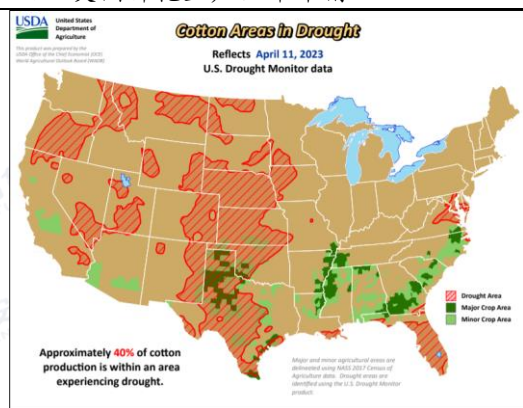 USDA
United States
Department of
Agriculture
This product was prepared by the
USDA Office of the Chief Economist (OCE)
World Agricultural Outlook Board (WAOB)
Cotton Areas in Drought
Reflects April 11, 2023
U.S. Drought Monitor data
Drought Area
Major Crop Area
Minor Crop Area
Approximately 40% of cotton
production is within an area
experiencing drought.
Major and minor agricultural areas are
delineated using NASS 2017 Census of
Agriculture data. Drought areas are
identified using the U.S. Drought Monitor
product.